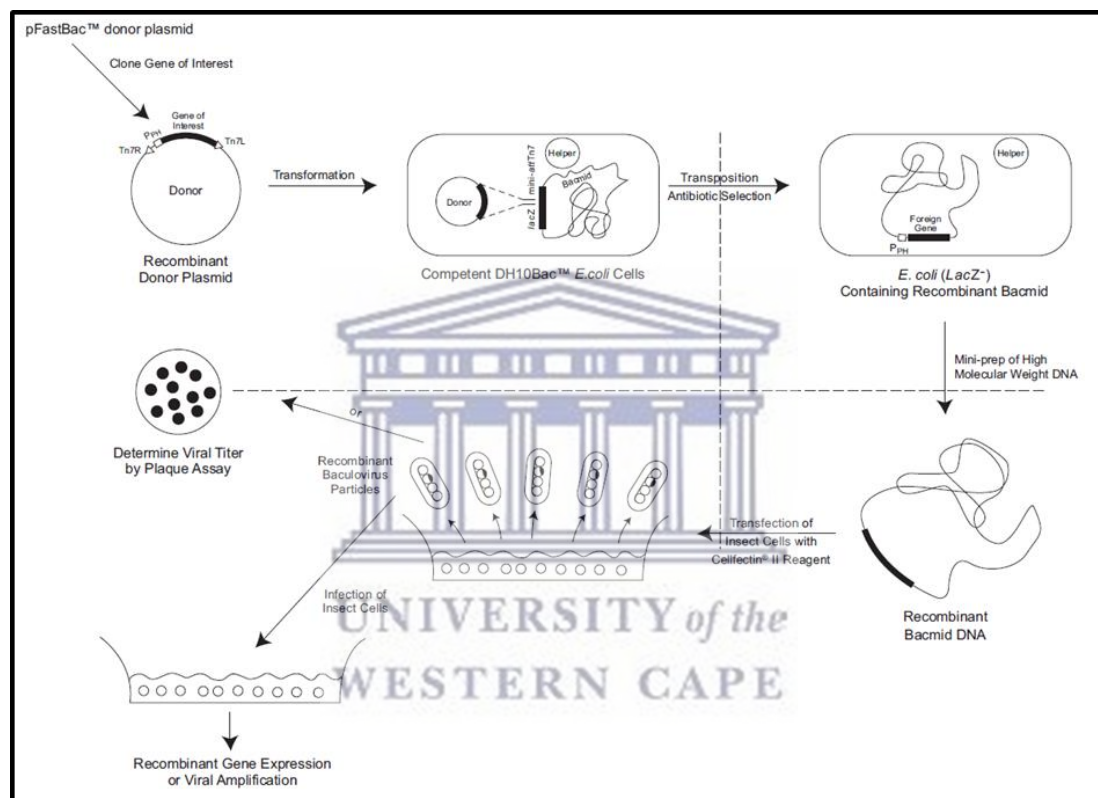 pFastBac™ donor plasmid
Clone Gene of Interest
Gene of
Interest
PPH
Tn7R
Tn7L
Donor
Recombinant
Donor Plasmid
Transformation
Donor
Helper
lacZ
mini-attTn7
Bacmid
Competent DH10Bac™ E.coli Cells
Transposition
Antibiotic Selection
Helper
Foreign
Gene
PPH
E. coli (LacZ-)
Containing Recombinant Bacmid
Mini-prep of High
Molecular Weight DNA
Recombinant
Bacmid DNA
Transfection of
Insect Cells with
Cellfectin® II Reagent
Recombinant
Baculovirus
Particles
or
Determine Viral Titer
by Plaque Assay
Infection of
Insect Cells
Recombinant Gene Expression
or Viral Amplification
UNIVERSITY of the
WESTERN CAPE